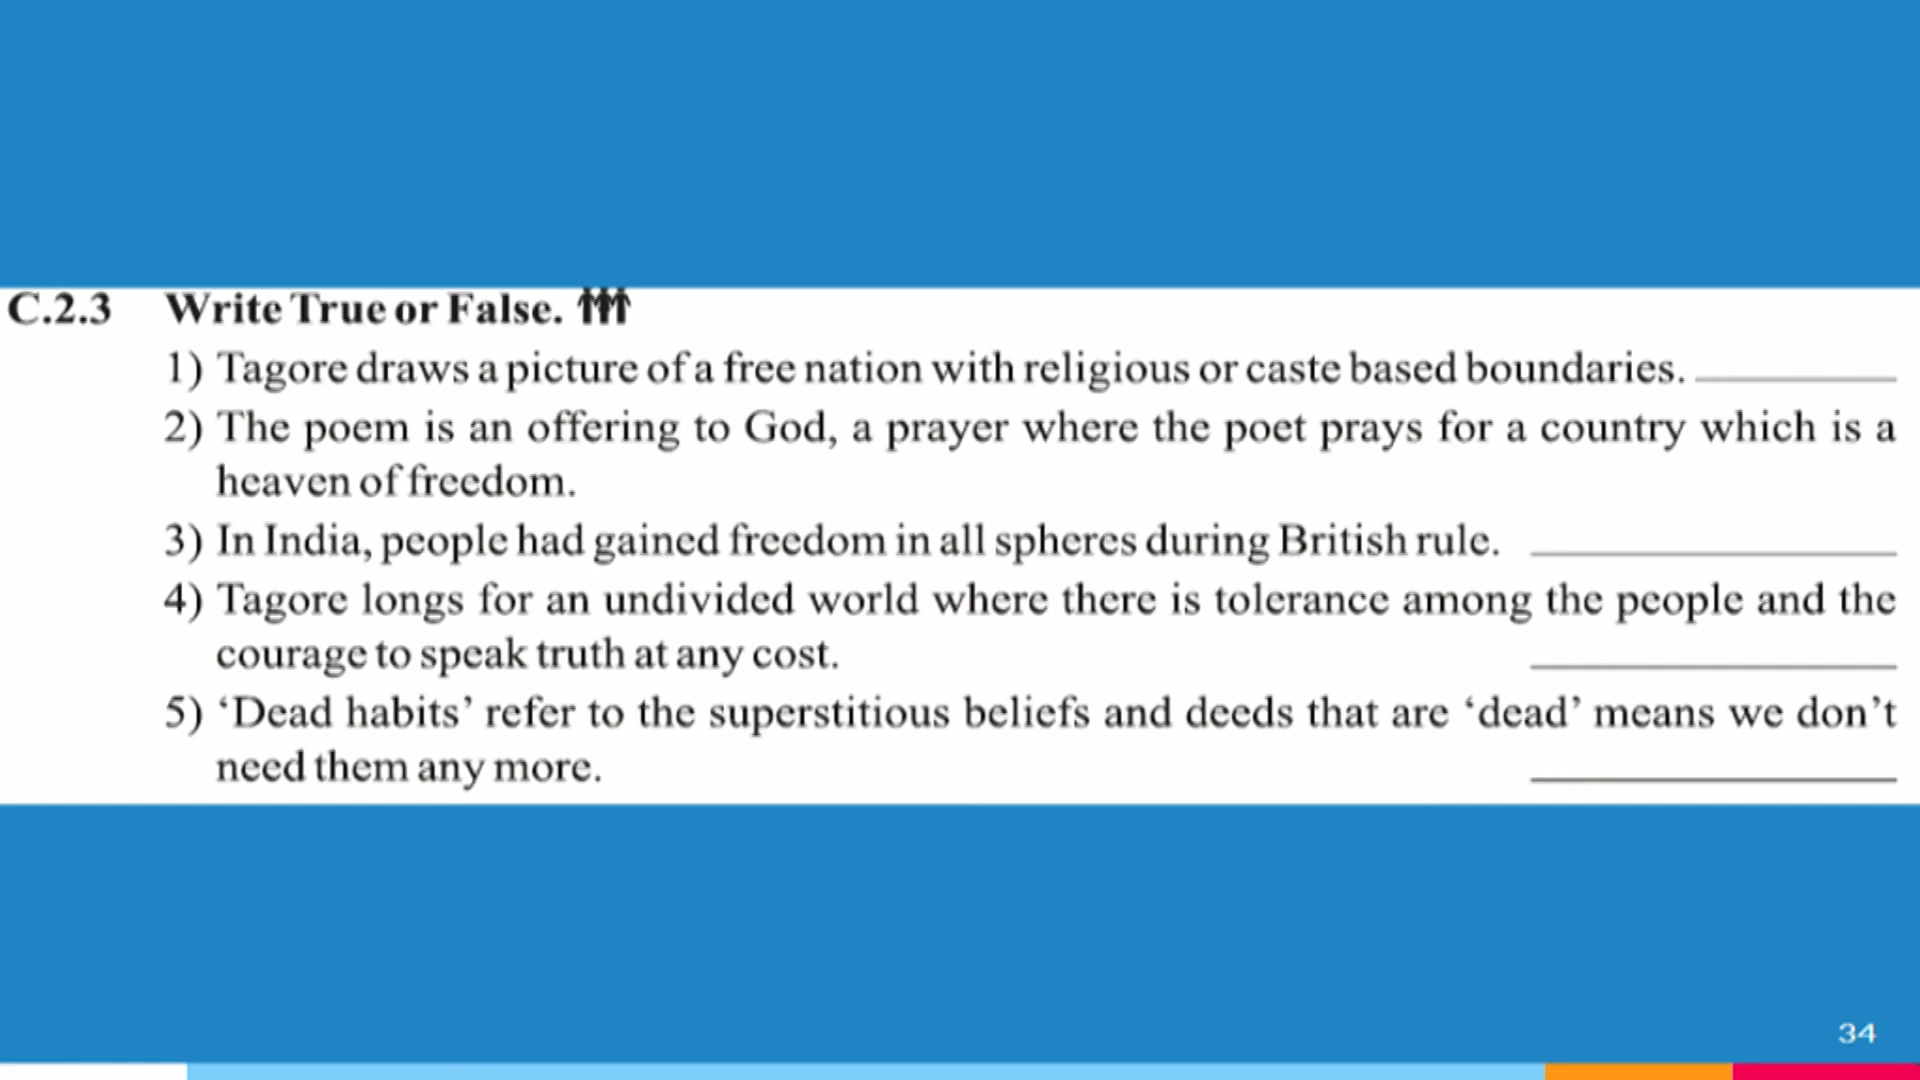 C.2.3 Write True or False.
1) Tagore draws a picture of a free nation with religious or caste based boundaries.
2) The poem is an offering to God, a prayer where the poet prays for a country which is a
heaven of freedom.
3) In India, people had gained freedom in all spheres during British rule.
4) Tagore longs for an undivided world where there is tolerance among the people and the
courage to speak truth at any cost.
5) ‘Dead habits’ refer to the superstitious beliefs and deeds that are ‘dead’ means we don’t
need them any more.
34